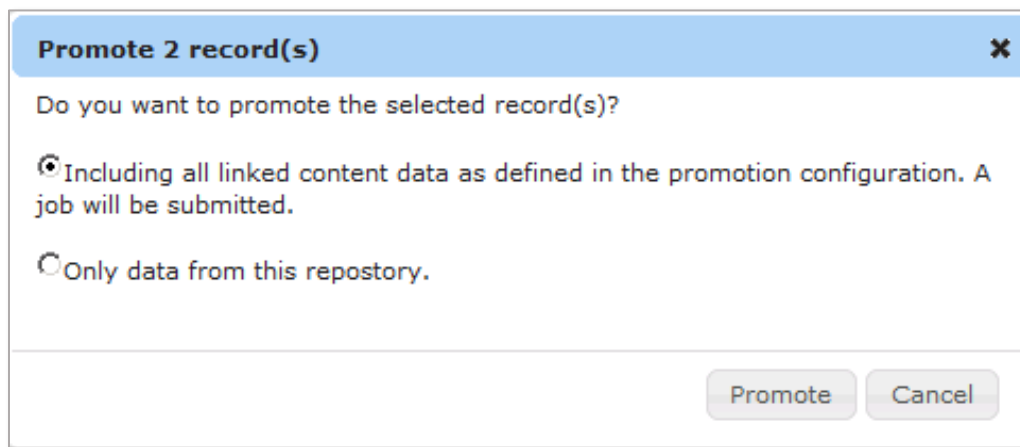 Promote 2 record(s)
Do you want to promote the selected record(s)?
Including all linked content data as defined in the promotion configuration. A
job will be submitted.
Only data from this repostory.
Promote Cancel